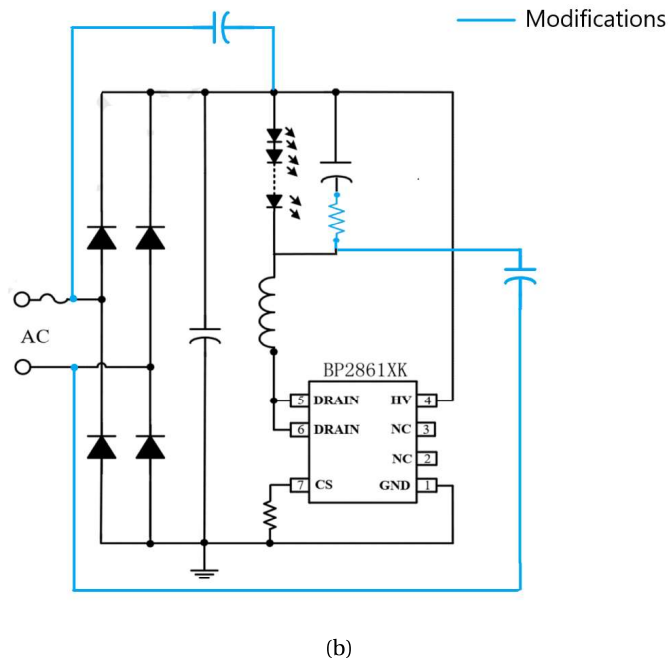 Modifications
AC
BP2861XK
5 DRAIN HV 4
6 DRAIN NC 3
NC 2
7 CS GND 1
(b)